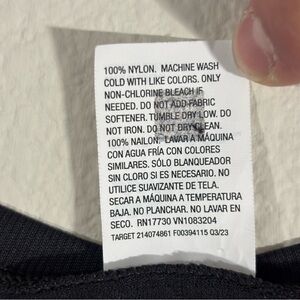 100% NYLON. MACHINE WASH
COLD WITH LIKE COLORS. ONLY
NON-CHLORINE BLEACH IF
NEEDED. DO NOT ADD FABRIC
SOFTENER. TUMBLE DRY LOW. DO
NOT IRON. DO NOT DRY CLEAN.
100% NAILON. LAVAR A MÁQUINA
CON AGUA FRÍA CON COLORES
SIMILARES. SÓLO BLANQUEADOR
SIN CLORO SI ES NECESARIO. NO
UTILICE SUAVIZANTE DE TELA.
SECAR A MÁQUINA A TEMPERATURA
BAJA. NO PLANCHAR. NO LAVAR EN
SECO. RN17730 VN1083204
TARGET 214074861 F00394115 Q3/23